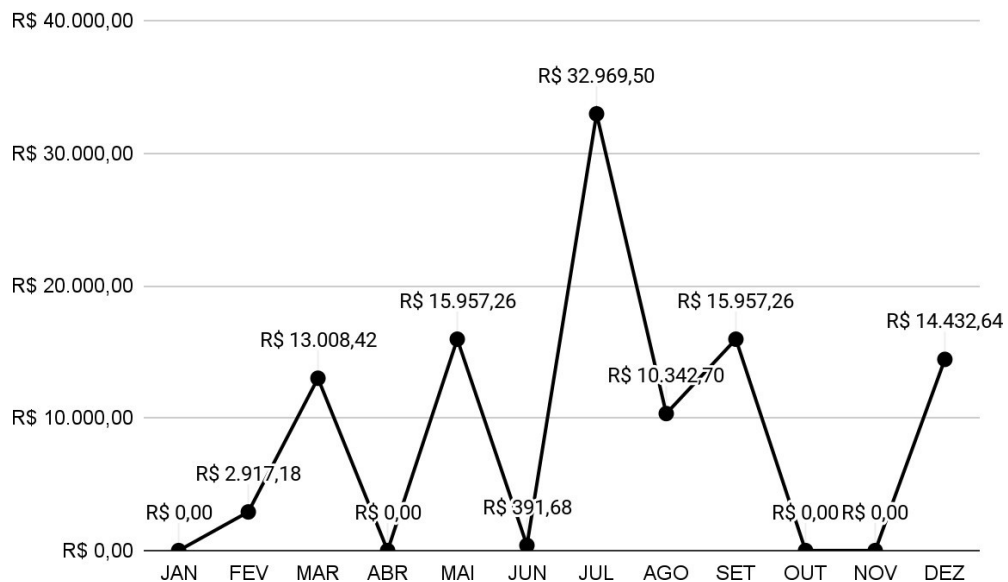 R$ 40.000,00
R$ 32.969,50
R$ 30.000,00
R$ 20.000,00
R$ 15.957,26
R$ 15.957,26
R$ 14.432,64
R$ 13.008,42
R$ 10.342,70
R$ 10.000,00
R$ 2.917,18
R$ 0,00
R$ 0,00
R$ 391,68
R$ 0,00
R$ 0,00
R$ 0,00
JAN FEV MAR ABR MAI JUN JUL AGO SET OUT NOV DEZ